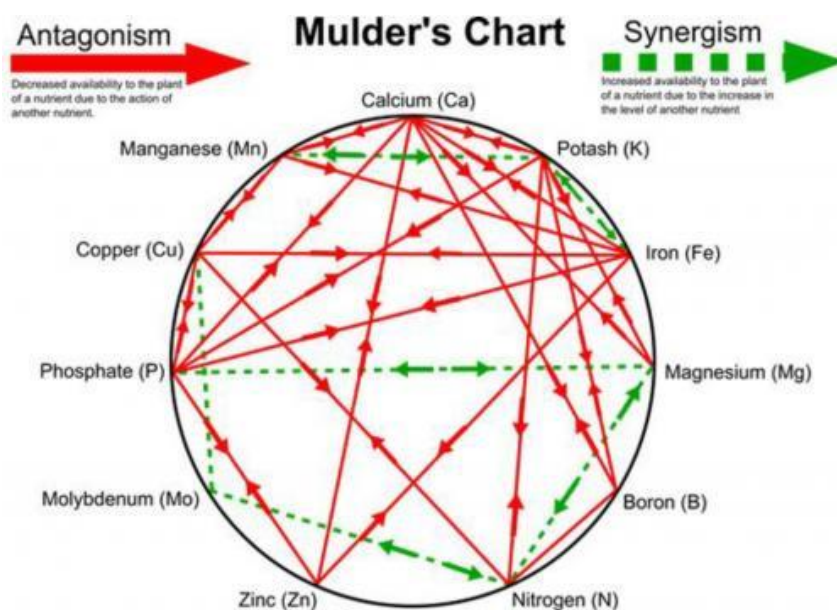 Mulder's Chart
Antagonism
Decreased availability to the plant
of a nutrient due to the action of
another nutrient.
Synergism
Increased availability to the plant
of a nutrient due to the increase in
the level of another nutrient
Calcium (Ca)
Manganese (Mn)
Potash (K)
Copper (Cu)
Iron (Fe)
Phosphate (P)
Magnesium (Mg)
Molybdenum (Mo)
Boron (B)
Zinc (Zn)
Nitrogen (N)